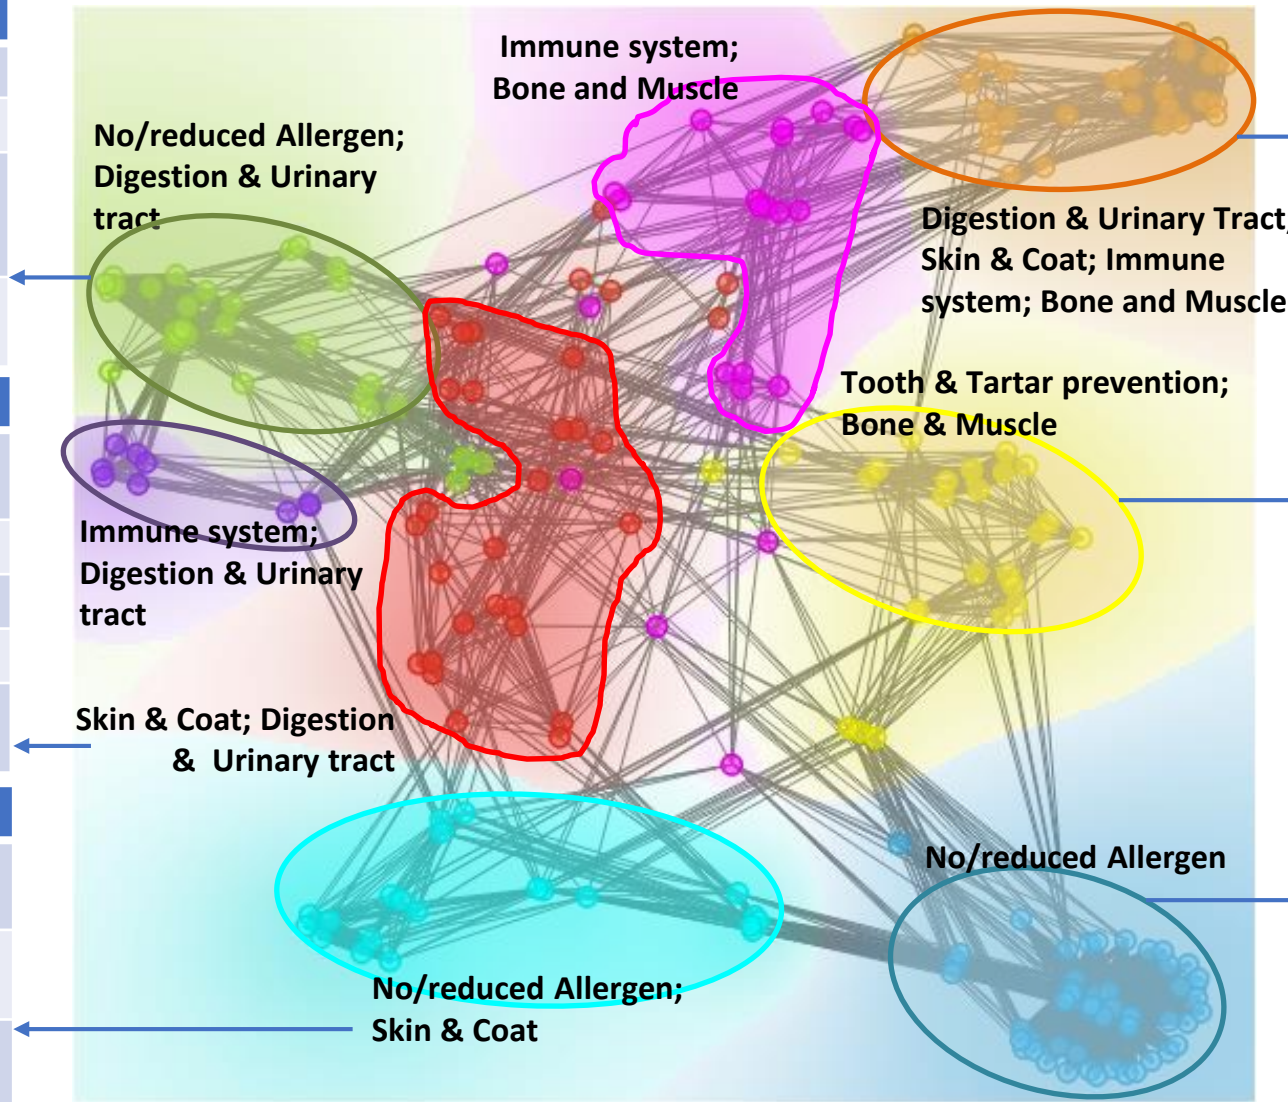 Immune system;
Bone and Muscle
No/reduced Allergen;
Digestion & Urinary
tract
Digestion & Urinary Tract;
Skin & Coat; Immune
system; Bone and Muscle
Tooth & Tartar prevention;
Bone & Muscle
Immune system;
Digestion & Urinary
tract
Skin & Coat; Digestion
& Urinary tract
No/reduced Allergen
No/reduced Allergen;
Skin & Coat